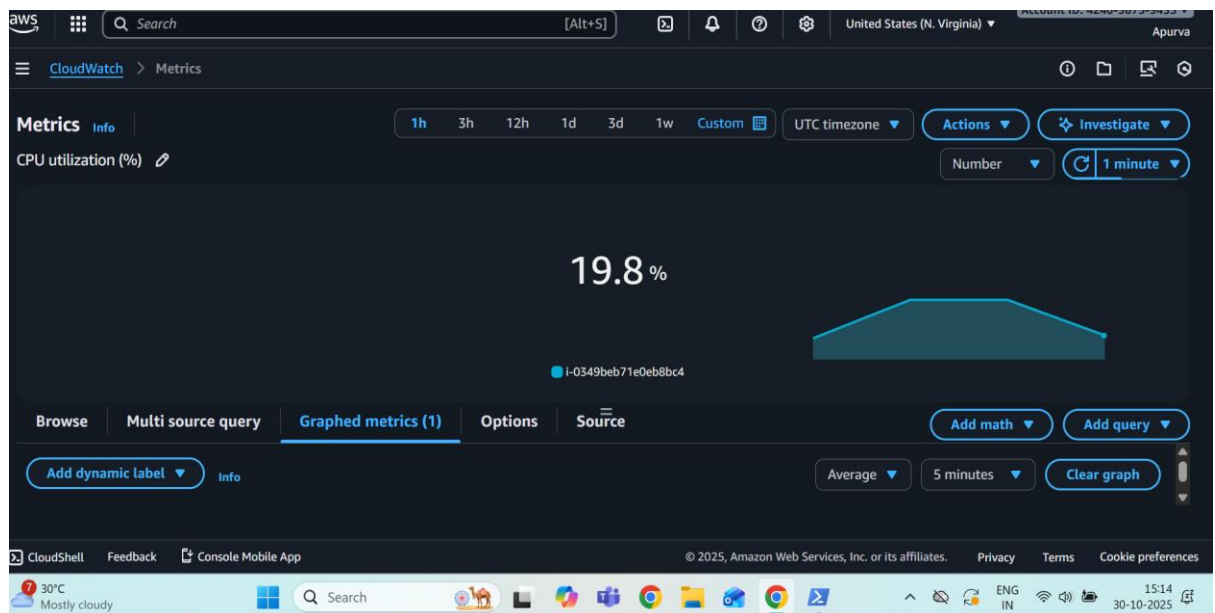 aws Search [Alt+S] United States (N. Virginia)
Apurva
CloudWatch > Metrics
Metrics Info 1h 3h 12h 1d 3d 1w Custom UTC timezone Actions Investigate
CPU utilization (%) Number 1 minute
19.8 %
i-0349beb71e0eb8bc4
Browse Multi source query Graphed metrics (1) Options Source Add math Add query
Add dynamic label Info Average 5 minutes Clear graph
CloudShell Feedback Console Mobile App © 2025, Amazon Web Services, Inc. or its affiliates. Privacy Terms Cookie preferences
7 30°C Search ENG 15:14
Mostly cloudy IN 30-10-2025